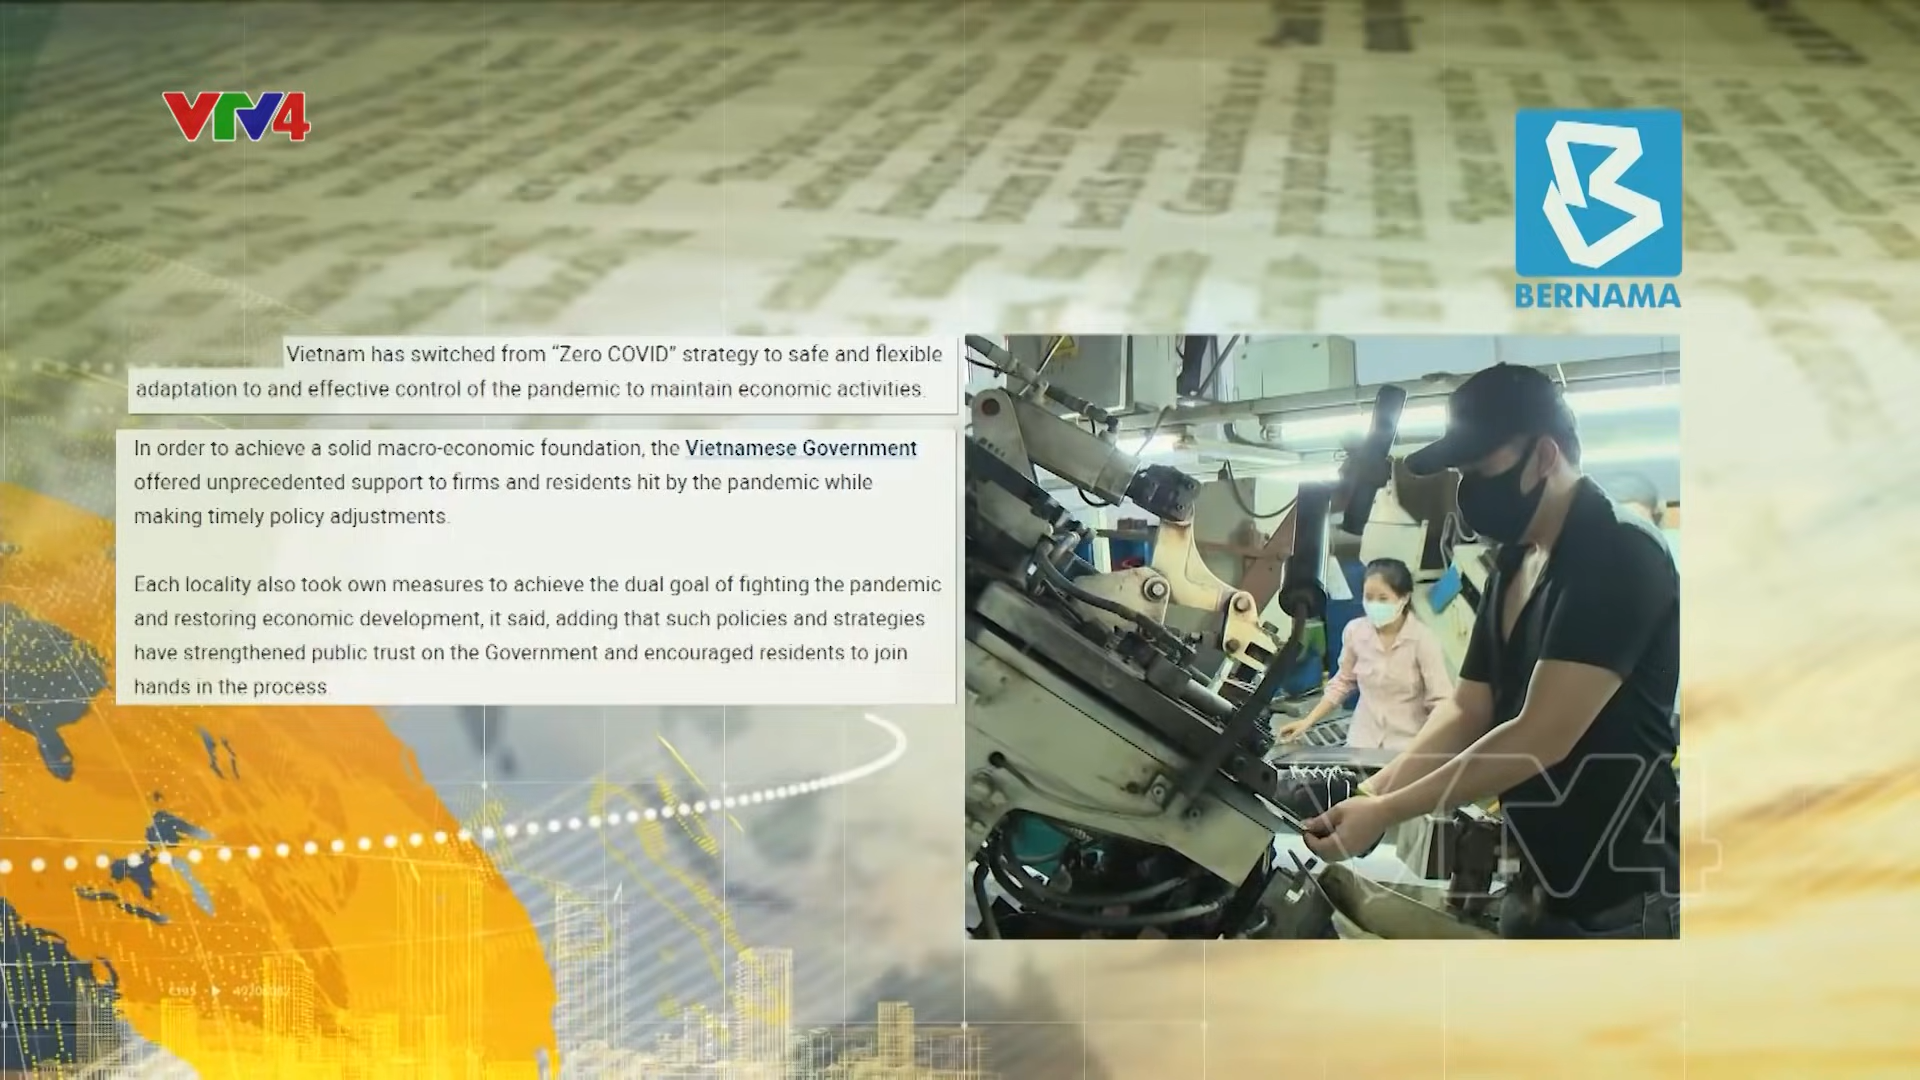 VTV4
BERNAMA
Vietnam has switched from “Zero COVID” strategy to safe and flexible
adaptation to and effective control of the pandemic to maintain economic activities.
In order to achieve a solid macro-economic foundation, the Vietnamese Government
offered unprecedented support to firms and residents hit by the pandemic while
making timely policy adjustments.
Each locality also took own measures to achieve the dual goal of fighting the pandemic
and restoring economic development, it said, adding that such policies and strategies
have strengthened public trust on the Government and encouraged residents to join
hands in the process.
VTV4